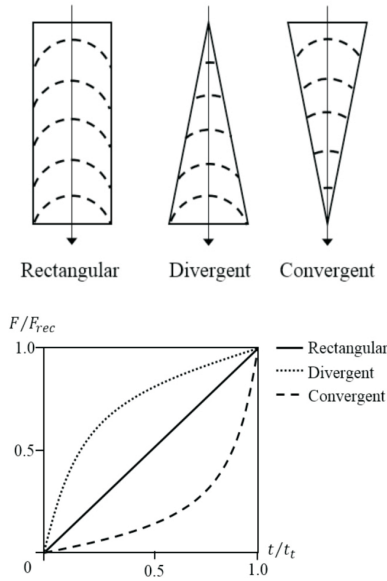 Rectangular Divergent Convergent
F/F_rec
1.0
Rectangular
Divergent
Convergent
0.5
t/t_t
0 0.5 1.0